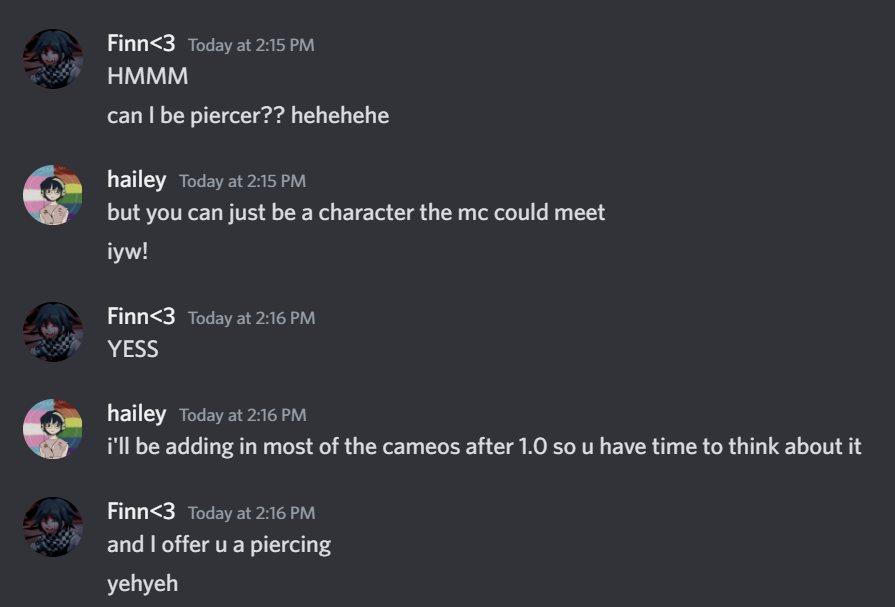 Finn<3 Today at 2:15 PM
HMMM
can I be piercer?? hehehehe
hailey Today at 2:15 PM
but you can just be a character the mc could meet
iyw!
Finn<3 Today at 2:16 PM
YESS
hailey Today at 2:16 PM
i'll be adding in most of the cameos after 1.0 so u have time to think about it
Finn<3 Today at 2:16 PM
and I offer u a piercing
yehyeh